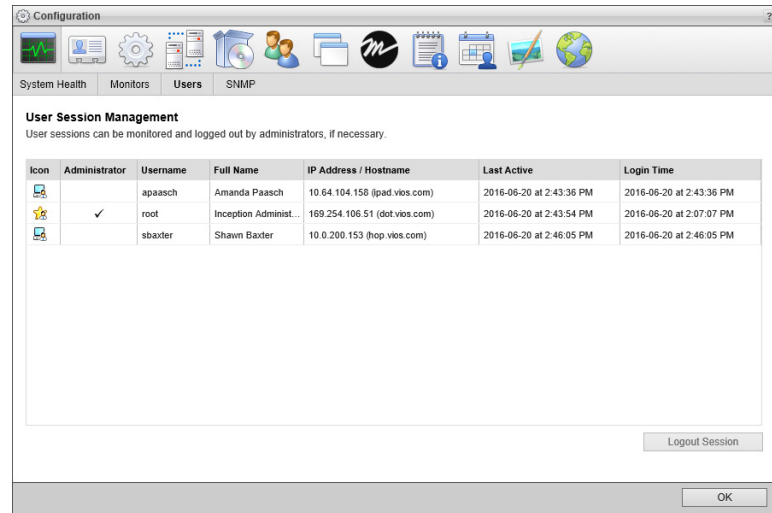 Configuration ?
System Health Monitors Users SNMP
User Session Management
User sessions can be monitored and logged out by administrators, if necessary.
Icon Administrator Username Full Name IP Address / Hostname Last Active Login Time
apaasch Amanda Paasch 10.64.104.158 (ipad.vios.com) 2016-06-20 at 2:43:36 PM 2016-06-20 at 2:43:36 PM
✓ root Inception Administ... 169.254.106.51 (dot.vios.com) 2016-06-20 at 2:43:54 PM 2016-06-20 at 2:07:07 PM
sbaxter Shawn Baxter 10.0.200.153 (hop.vios.com) 2016-06-20 at 2:46:05 PM 2016-06-20 at 2:46:05 PM
Logout Session
OK